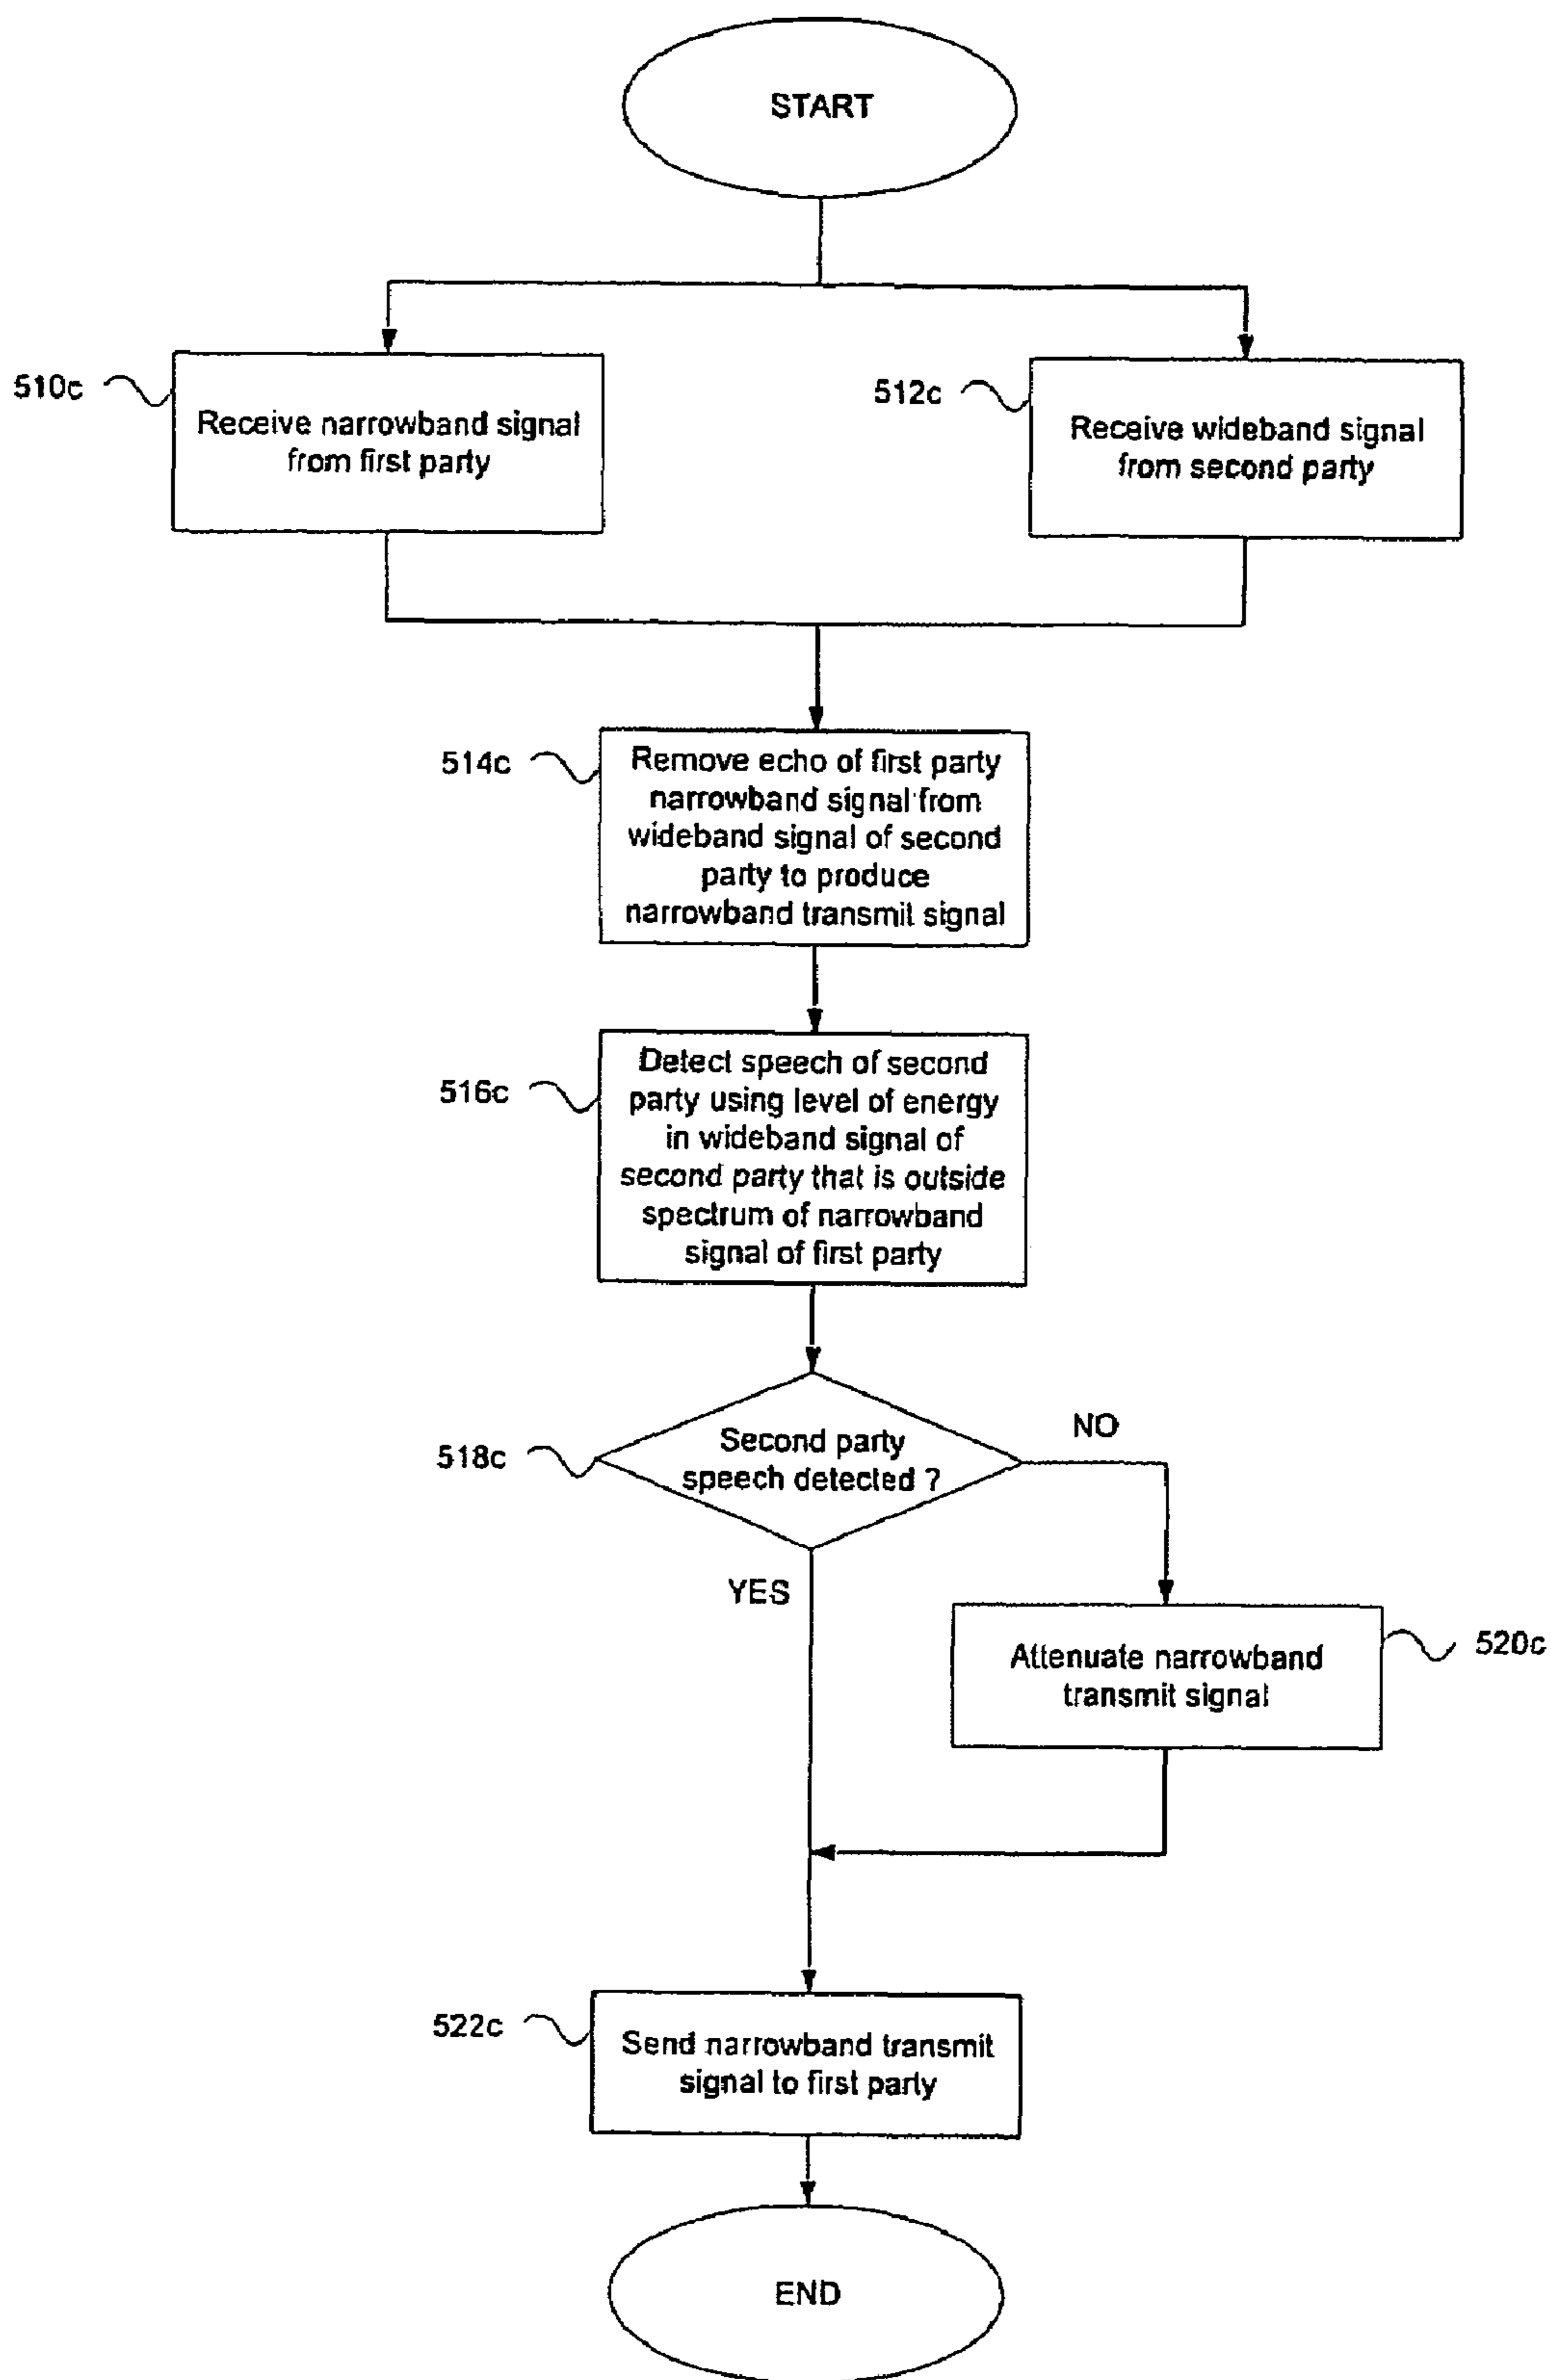 START
510c
Receive narrowband signal
from first party
512c
Receive wideband signal
from second party
514c
Remove echo of first party
narrowband signal from
wideband signal of second
party to produce
narrowband transmit signal
516c
Detect speech of second
party using level of energy
in wideband signal of
second party that is outside
spectrum of narrowband
signal of first party
518c
Second party
speech detected ?
NO
YES
Attenuate narrowband
transmit signal
520c
522c
Send narrowband transmit
signal to first party
END